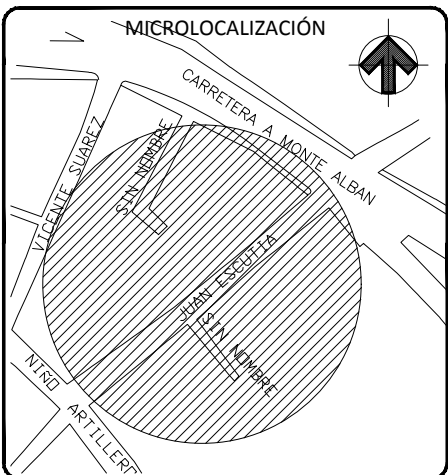 MICROLOCALIZACIÓN
CARRETERA A MONTE ALBAN
VICENTE SUAREZ
SIN NOMBRE
JUAN ESCUTIA
SIN NOMBRE
NIÑO ARTILLERO